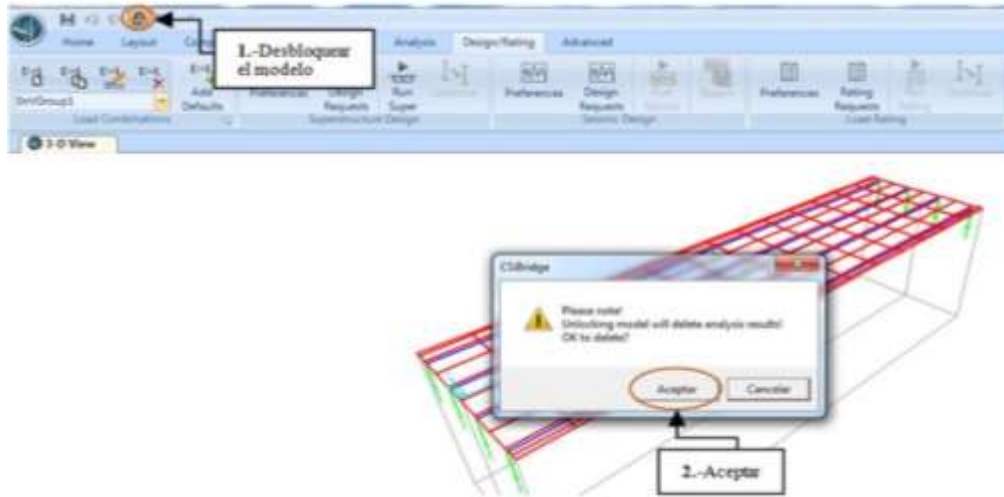 1.-Desbloquear
el modelo
Home Layout Analysis Design/Rating Advanced
Add
Defaults
Preferences Design
Requests
Run
Super
Preferences Design
Requests
Preferences Rating
Requests
Load Combinations
Superstructure Design
Seismic Design
Load Rating
3-D View
CSiBridge
Please note!
Unlocking model will delete analysis results!
OK to delete?
Aceptar Cancelar
2.-Aceptar